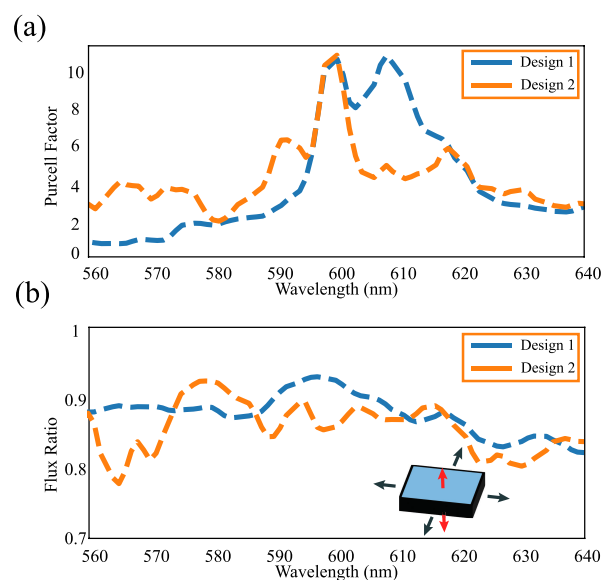 (a)
Purcell Factor
10
8
6
4
2
0
Design 1
Design 2
560 570 580 590 600 610 620 630 640
Wavelength (nm)
(b)
Flux Ratio
1
0.9
0.8
0.7
Design 1
Design 2
560 570 580 590 600 610 620 630 640
Wavelength (nm)